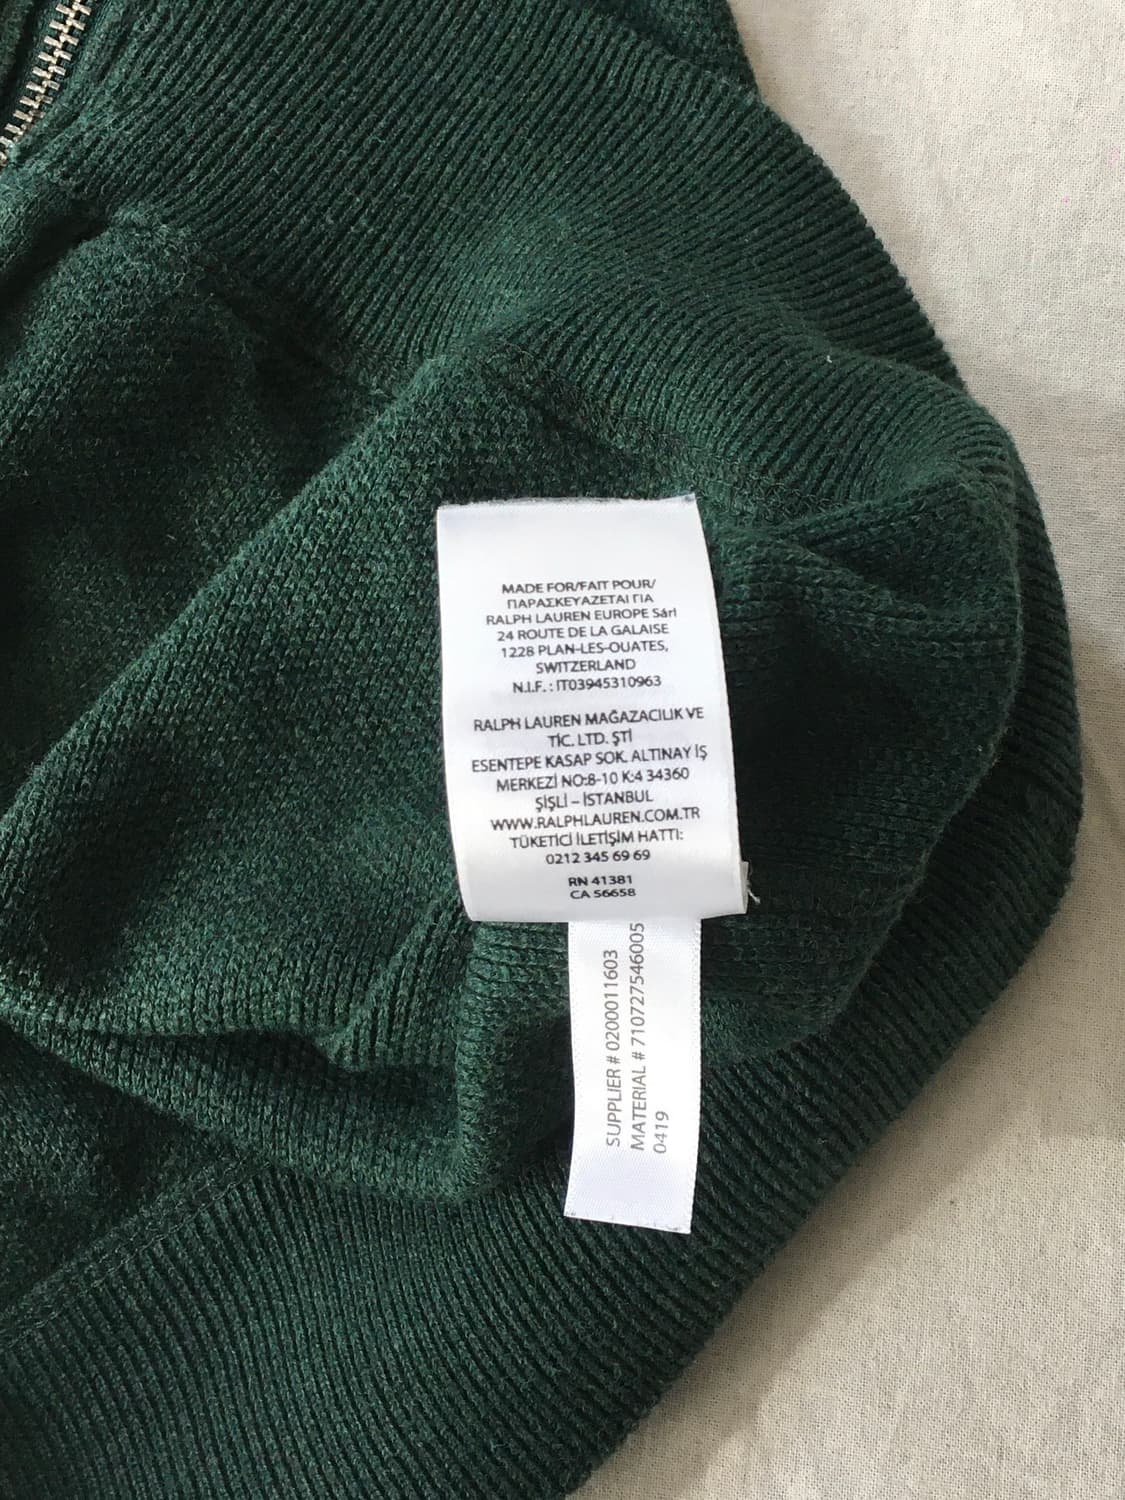 MADE FOR/FAIT POUR/
ΠΑΡΑΣΚΕΥΑΖΕΤΑΙ ΓΙΑ
RALPH LAUREN EUROPE Sárl
24 ROUTE DE LA GALAISE
1228 PLAN-LES-OUATES,
SWITZERLAND
N.I.F. : IT03945310963
RALPH LAUREN MAĞAZACILIK VE
TİC. LTD. ŞTİ
ESENTEPE KASAP SOK. ALTINAY İŞ
MERKEZİ NO:8-10 K:4 34360
ŞİŞLİ – İSTANBUL
WWW.RALPHLAUREN.COM.TR
TÜKETİCİ İLETİŞİM HATTI:
0212 345 69 69
RN 41381
CA 56658
SUPPLIER # 0200011603
MATERIAL # 710727546005
0419